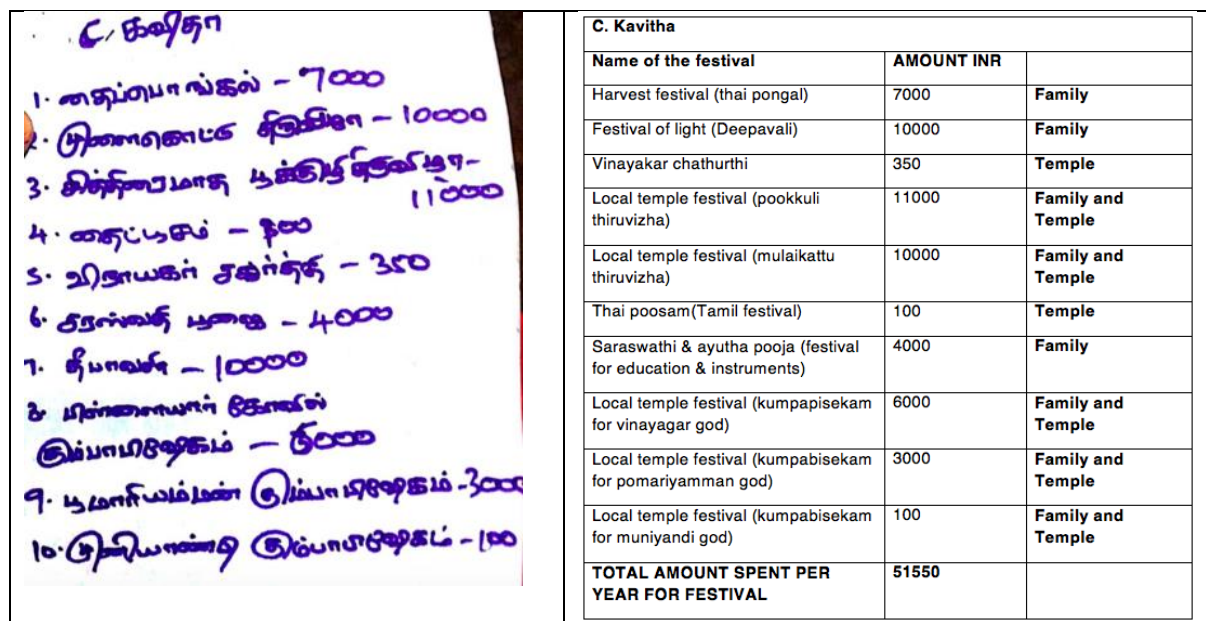 C. கவிதா
1. தைப்பொங்கல் – 7000
2. முளைகொட்டு திருவிழா – 10000
3. சித்திரைமாத பூக்குழி திருவிழா –
11000
4. தைப்பூசம் – 100
5. விநாயகர் சதுர்த்தி – 350
6. சரஸ்வதி பூஜை – 4000
7. தீபாவளி – 10000
8 பிள்ளையார் கோவில்
கும்பாபிஷேகம் – 6000
9. பூமாரியம்மன் கும்பாபிஷேகம் - 3000
10. முனியாண்டி கும்பாபிஷேகம் - 100
C. Kavitha
Name of the festival AMOUNT INR
Harvest festival (thai pongal) 7000 Family
Festival of light (Deepavali) 10000 Family
Vinayakar chathurthi 350 Temple
Local temple festival (pookkuli 11000 Family and
thiruvizha) Temple
Local temple festival (mulaikattu 10000 Family and
thiruvizha) Temple
Thai poosam(Tamil festival) 100 Temple
Saraswathi & ayutha pooja (festival 4000 Family
for education & instruments)
Local temple festival (kumpapisekam 6000 Family and
for vinayagar god) Temple
Local temple festival (kumpabisekam 3000 Family and
for pomariyamman god) Temple
Local temple festival (kumpabisekam 100 Family and
for muniyandi god) Temple
TOTAL AMOUNT SPENT PER 51550
YEAR FOR FESTIVAL